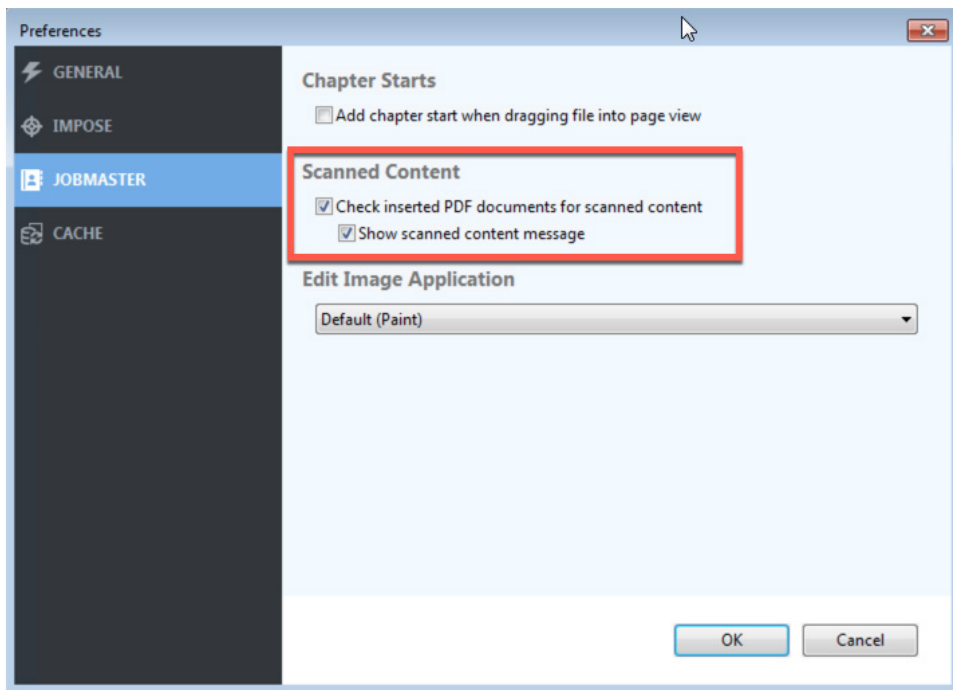 Preferences
GENERAL
IMPOSE
JOBMASTER
CACHE
Chapter Starts
Add chapter start when dragging file into page view
Scanned Content
Check inserted PDF documents for scanned content
Show scanned content message
Edit Image Application
Default (Paint)
OK
Cancel